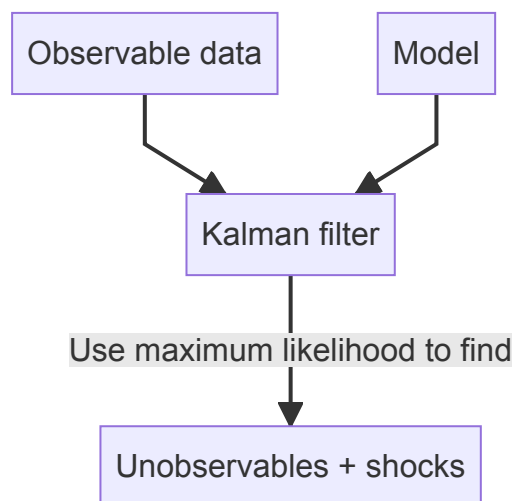 Observable data
Model
Kalman filter
Use maximum likelihood to find
Unobservables + shocks